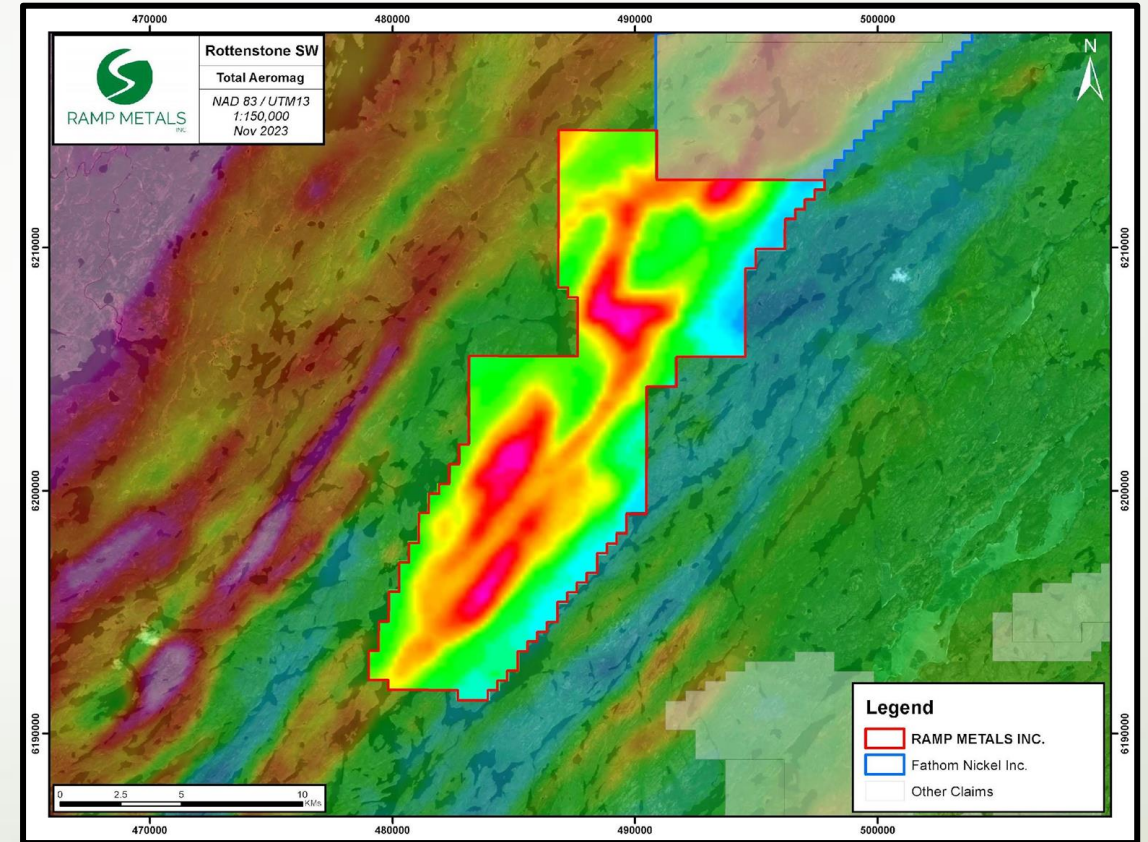 470000
480000
490000
500000
RAMP METALS
INC.
Rottenstone SW
Total Aeromag
NAD 83 / UTM13
1:150,000
Nov 2023
N
6210000
6210000
6200000
6200000
6190000
6190000
Legend
RAMP METALS INC.
Fathom Nickel Inc.
Other Claims
0 2.5 5 10
KMs
470000
480000
490000
500000